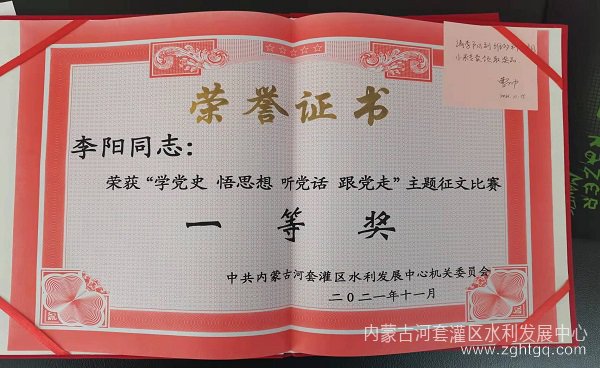 荣誉证书
李阳同志：
荣获“学党史 悟思想 听党话 跟党走”主题征文比赛
一等奖
中共内蒙古河套灌区水利发展中心机关委员会
二〇二一年十一月
内蒙古河套灌区水利发展中心
www.zghtgq.com